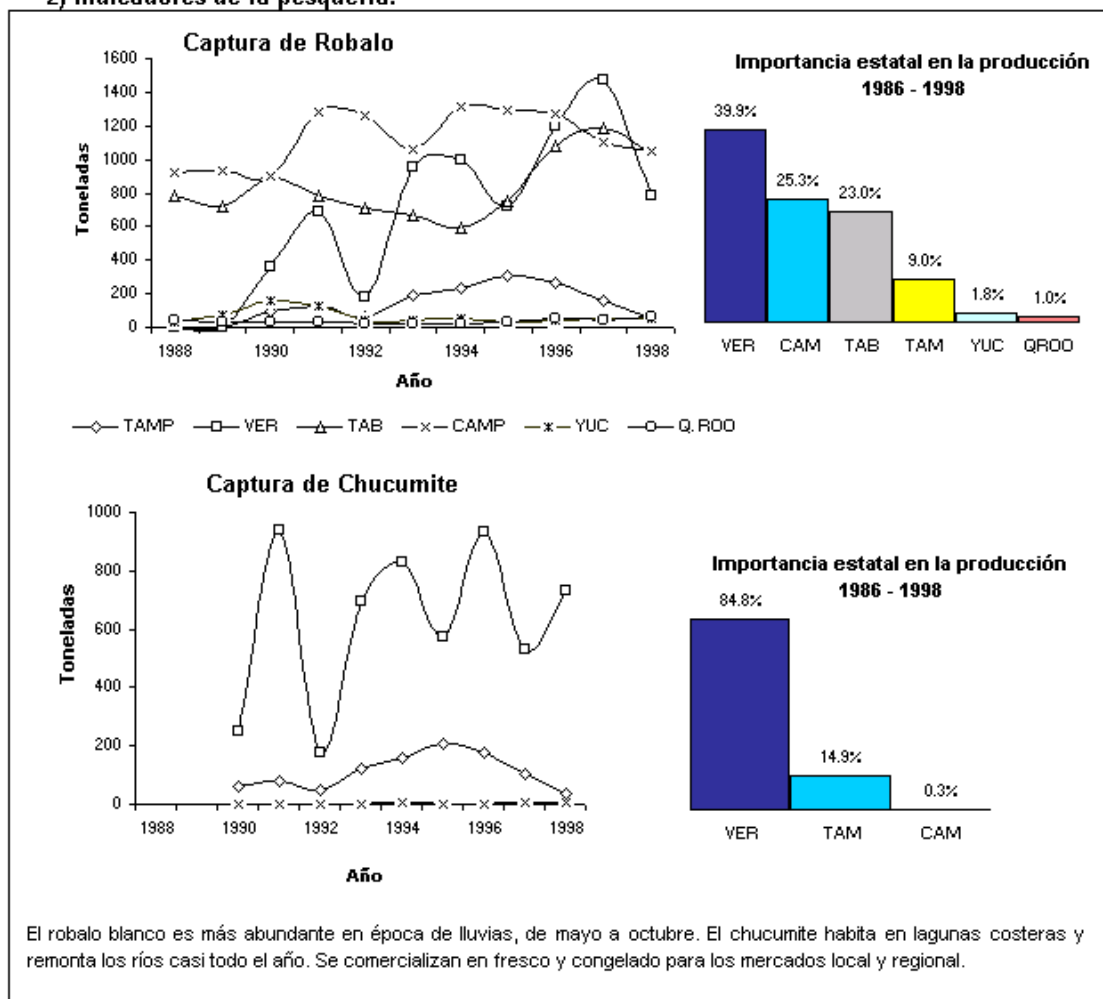 2) Indicadores de la pesquería.
Captura de Robalo
Toneladas
1600
1400
1200
1000
800
600
400
200
0
1988 1990 1992 1994 1996 1998
Año
TAMP VER TAB CAMP YUC Q.ROO
Importancia estatal en la producción
1986 - 1998
39.9%
25.3%
23.0%
9.0%
1.8%
1.0%
VER CAM TAB TAM YUC QROO
Captura de Chucumite
Toneladas
1000
800
600
400
200
0
1988 1990 1992 1994 1996 1998
Año
Importancia estatal en la producción
1986 - 1998
84.8%
14.9%
0.3%
VER TAM CAM
El robalo blanco es más abundante en época de lluvias, de mayo a octubre. El chucumite habita en lagunas costeras y
remonta los ríos casi todo el año. Se comercializan en fresco y congelado para los mercados local y regional.